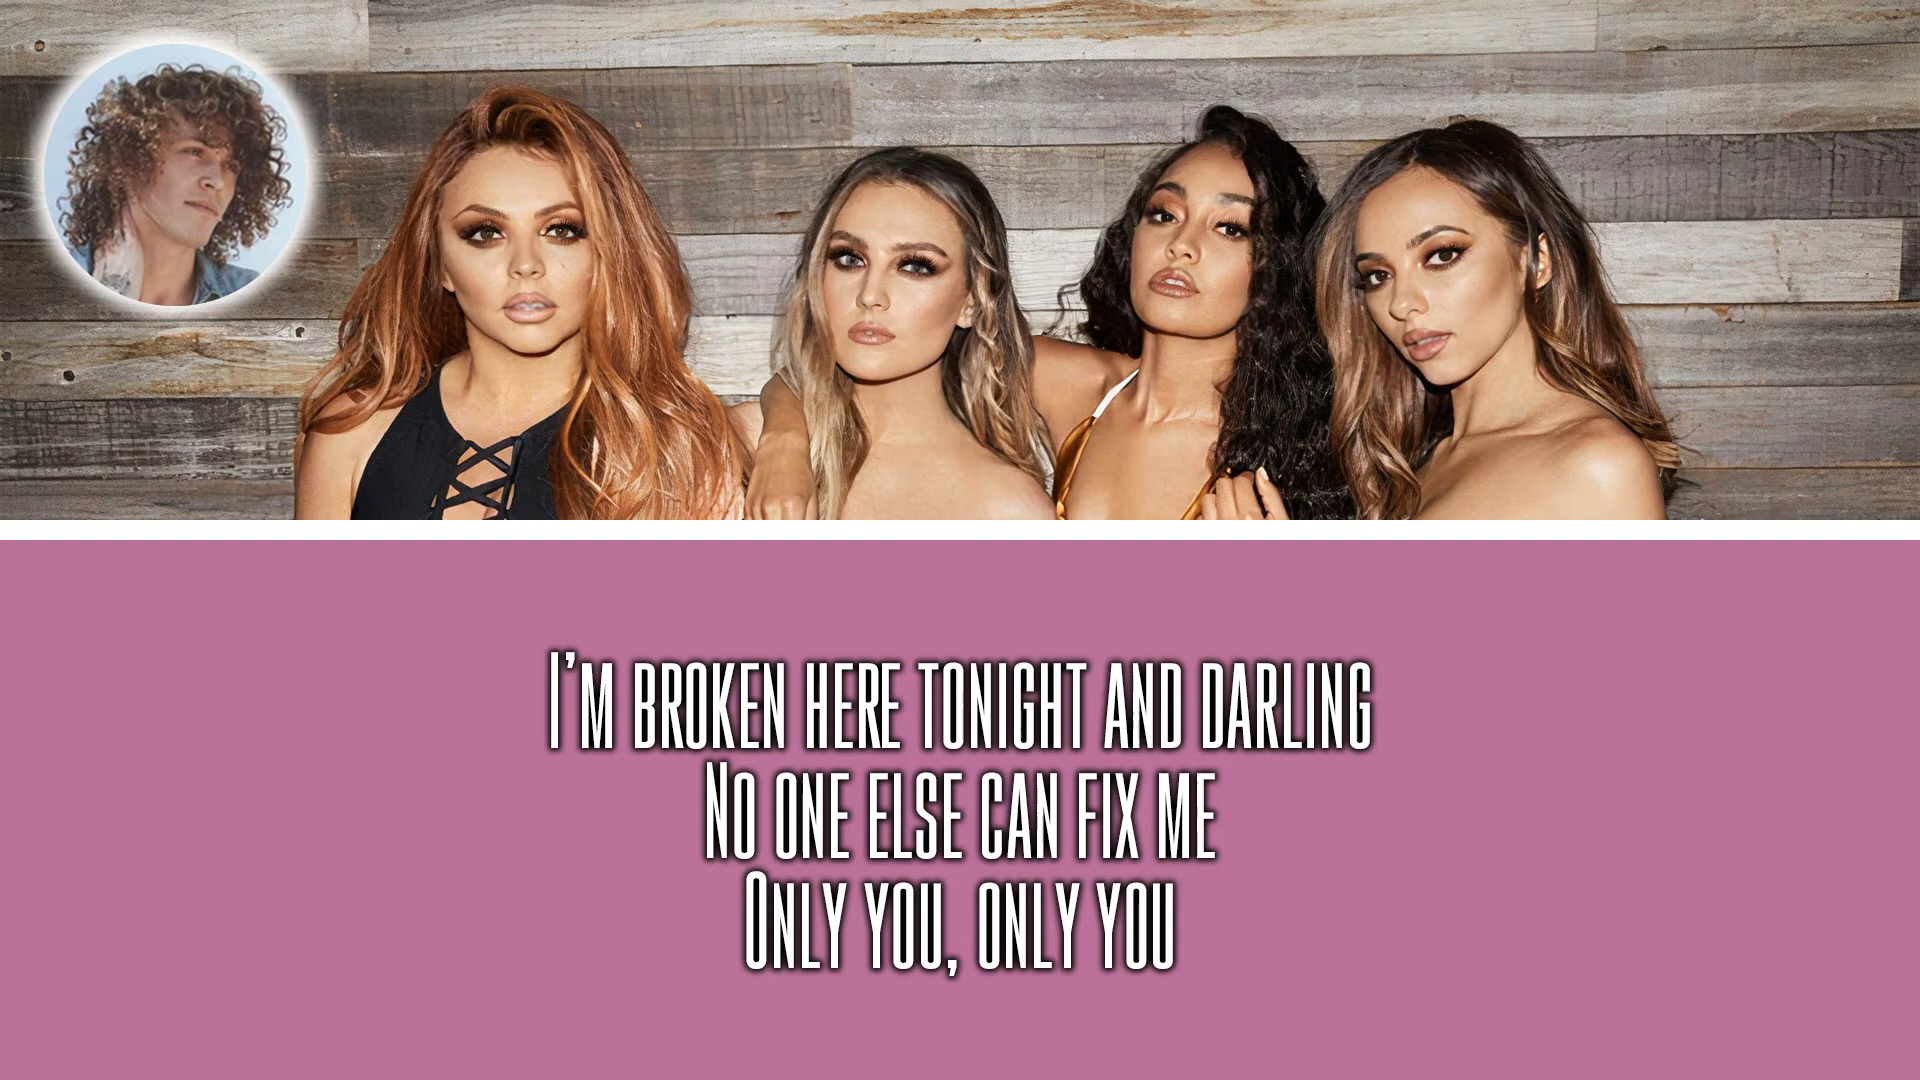 I'm broken here tonight and darling
No one else can fix me
Only you, only you